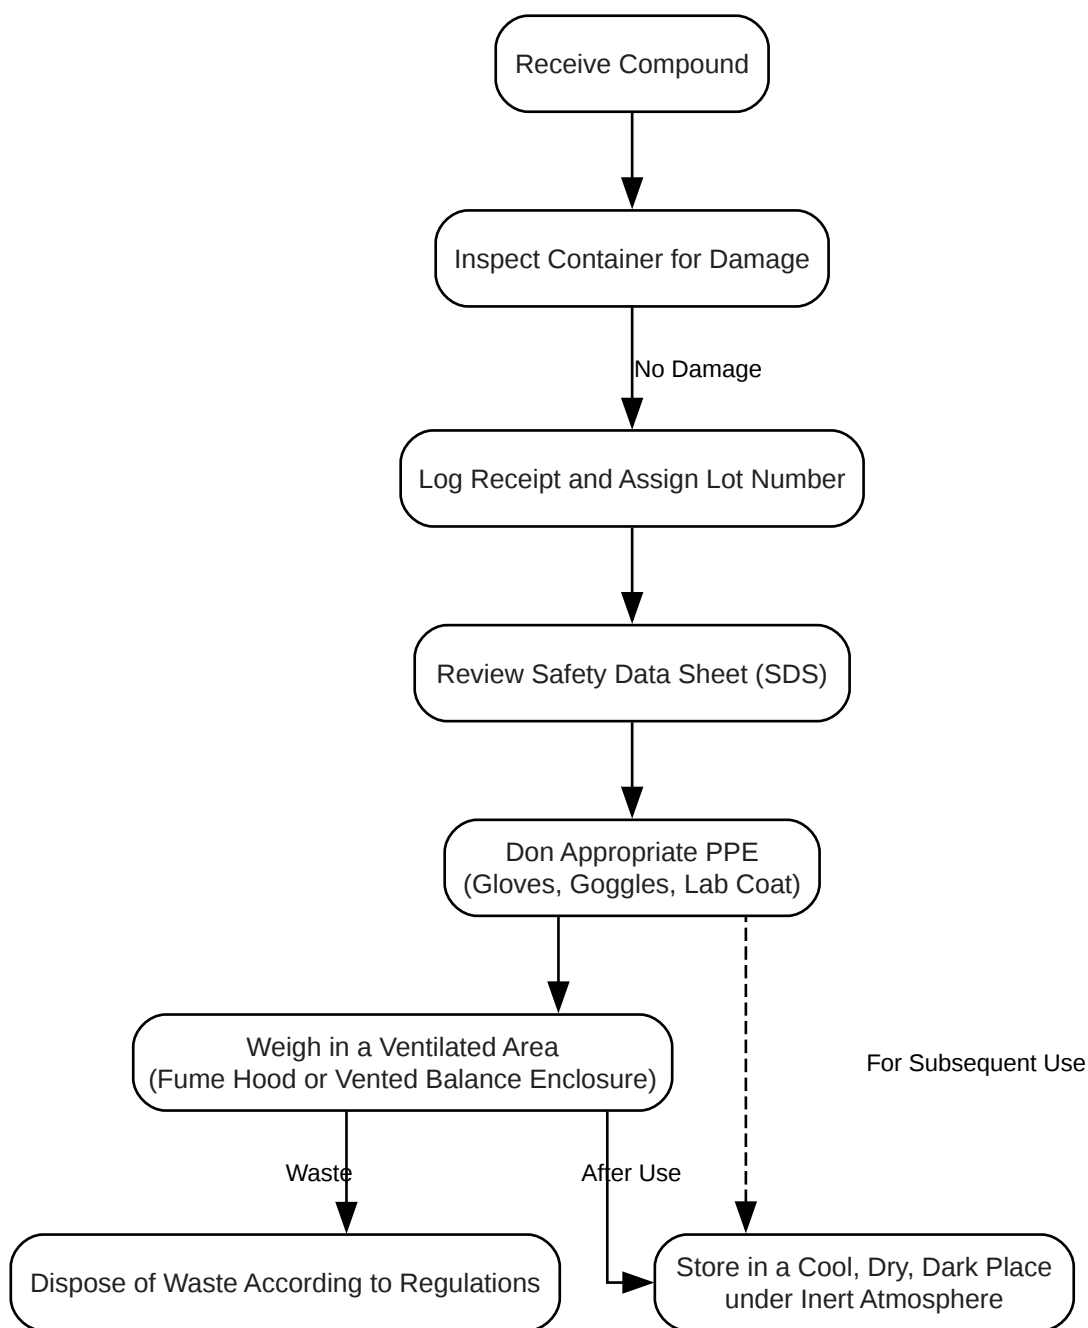 Receive Compound
Inspect Container for Damage
No Damage
Log Receipt and Assign Lot Number
Review Safety Data Sheet (SDS)
Don Appropriate PPE
(Gloves, Goggles, Lab Coat)
Weigh in a Ventilated Area
(Fume Hood or Vented Balance Enclosure)
For Subsequent Use
Waste
After Use
Dispose of Waste According to Regulations
Store in a Cool, Dry, Dark Place
under Inert Atmosphere